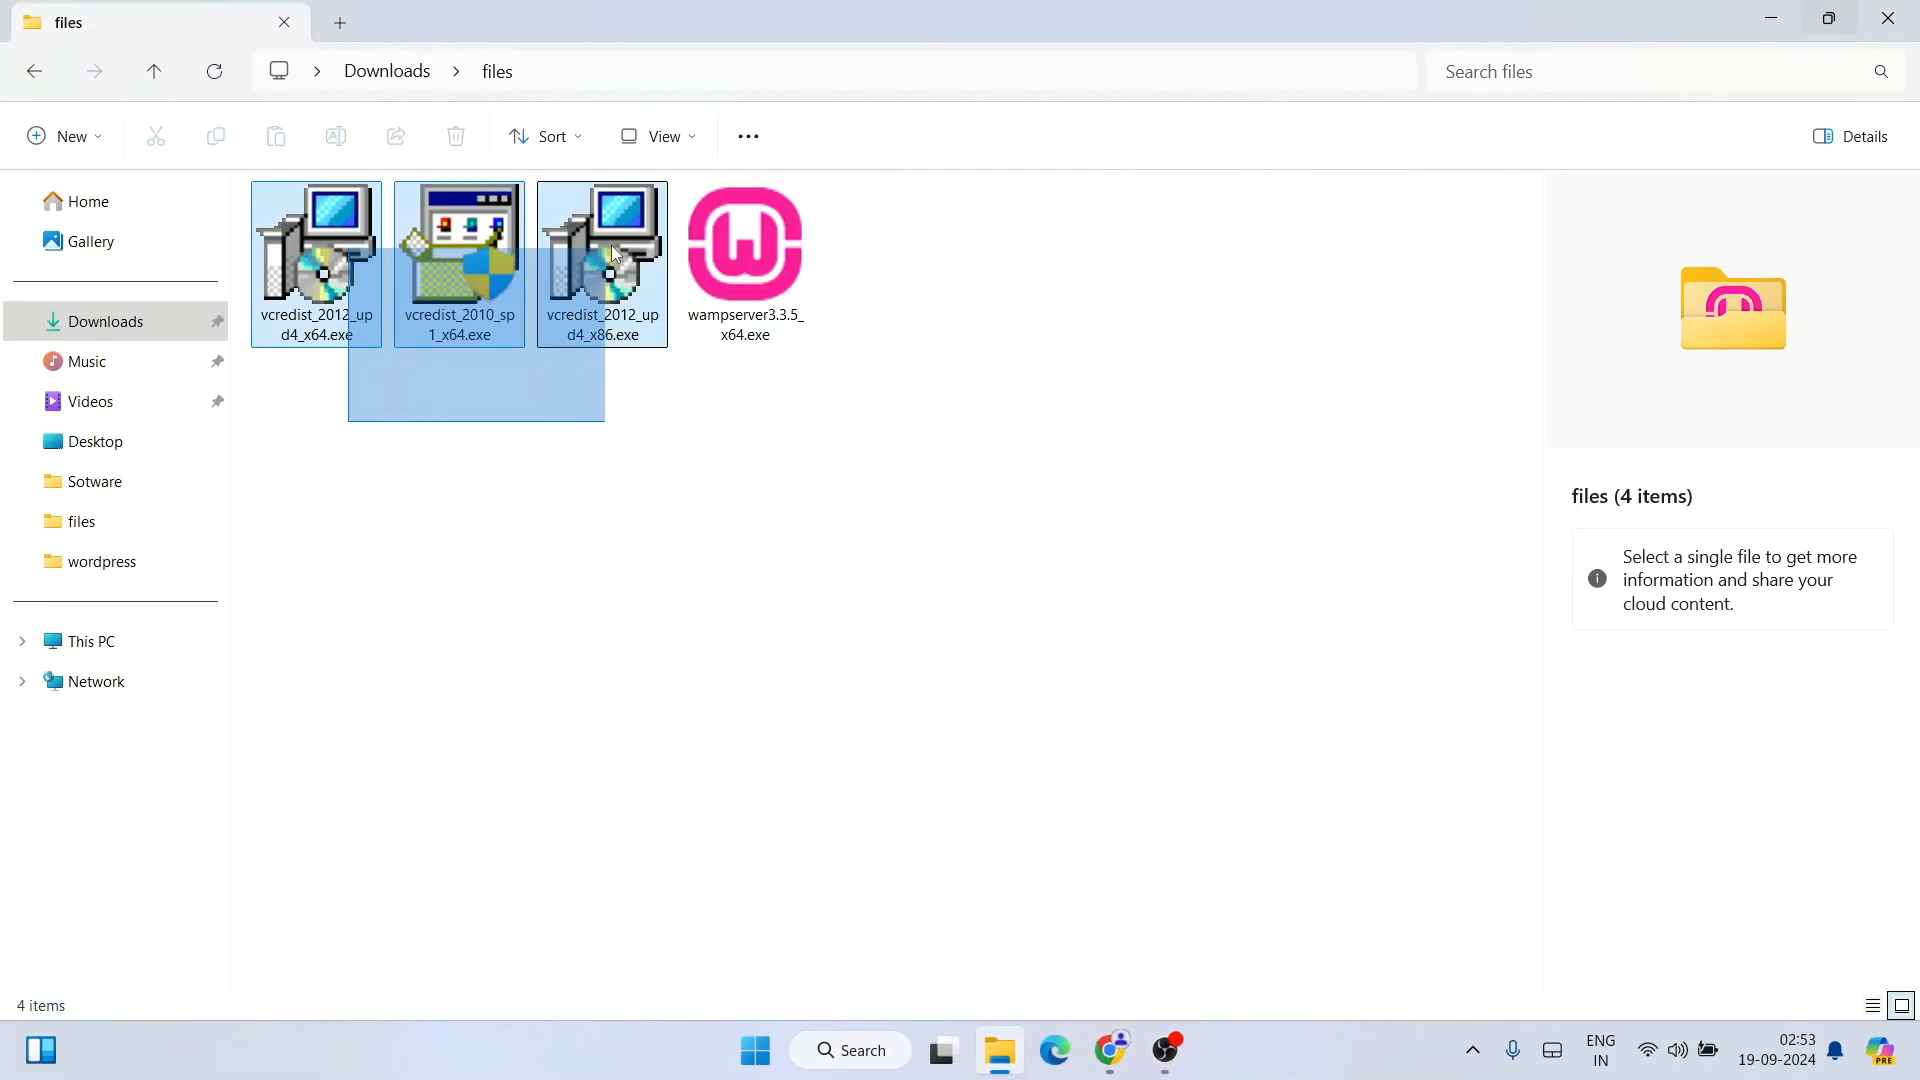 files
Downloads
files
Search files
New
Sort
View
Details
Home
Gallery
Downloads
Music
Videos
Desktop
Sotware
files
wordpress
This PC
Network
vcredist_2012_up
d4_x64.exe
vcredist_2010_sp
1_x64.exe
vcredist_2012_up
d4_x86.exe
wampserver3.3.5_
x64.exe
files (4 items)
Select a single file to get more
information and share your
cloud content.
4 items
Search
ENG
IN
02:53
19-09-2024
PRE